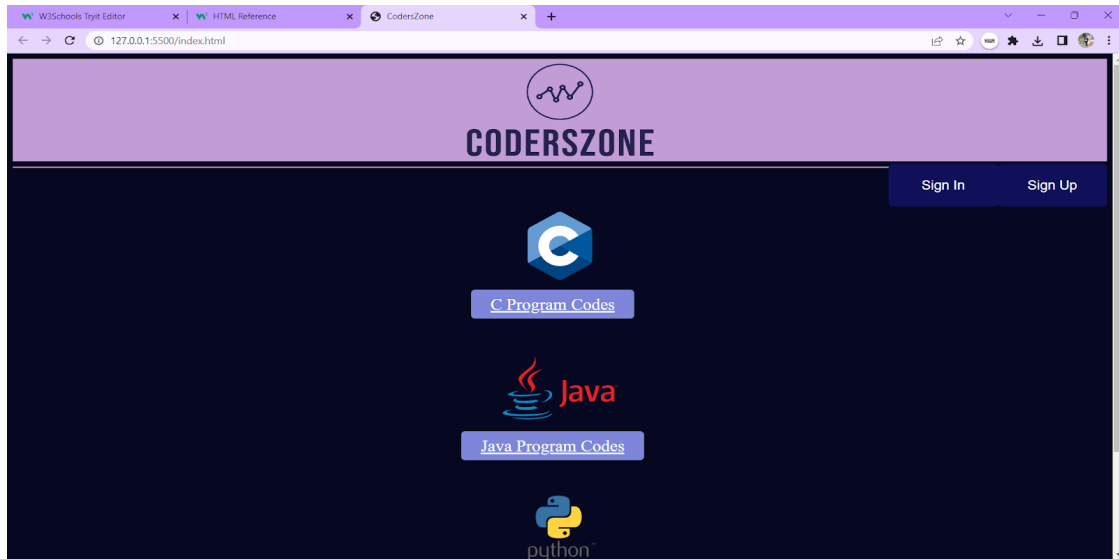 W3Schools Tryit Editor
HTML Reference
CodersZone
127.0.0.1:5500/index.html
CODERSZONE
Sign In
Sign Up
C
C Program Codes
Java
Java Program Codes
python